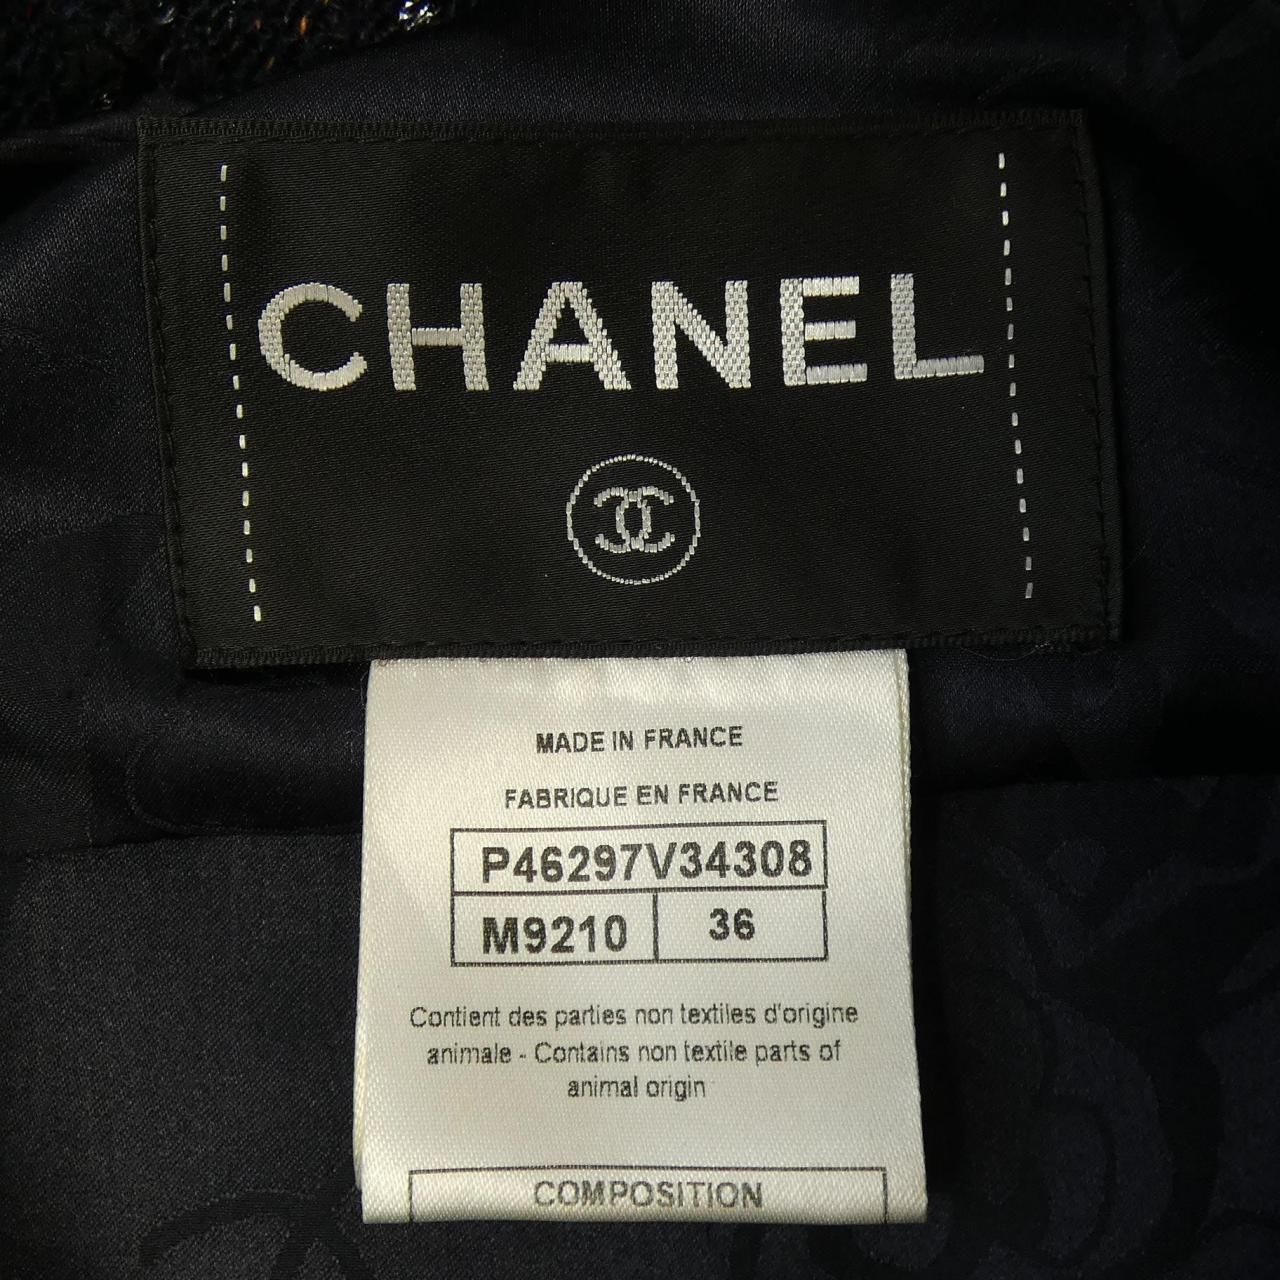 CHANEL
MADE IN FRANCE
FABRIQUE EN FRANCE
P46297V34308
M9210 36
Contient des parties non textiles d'origine
animale - Contains non textile parts of
animal origin
COMPOSITION